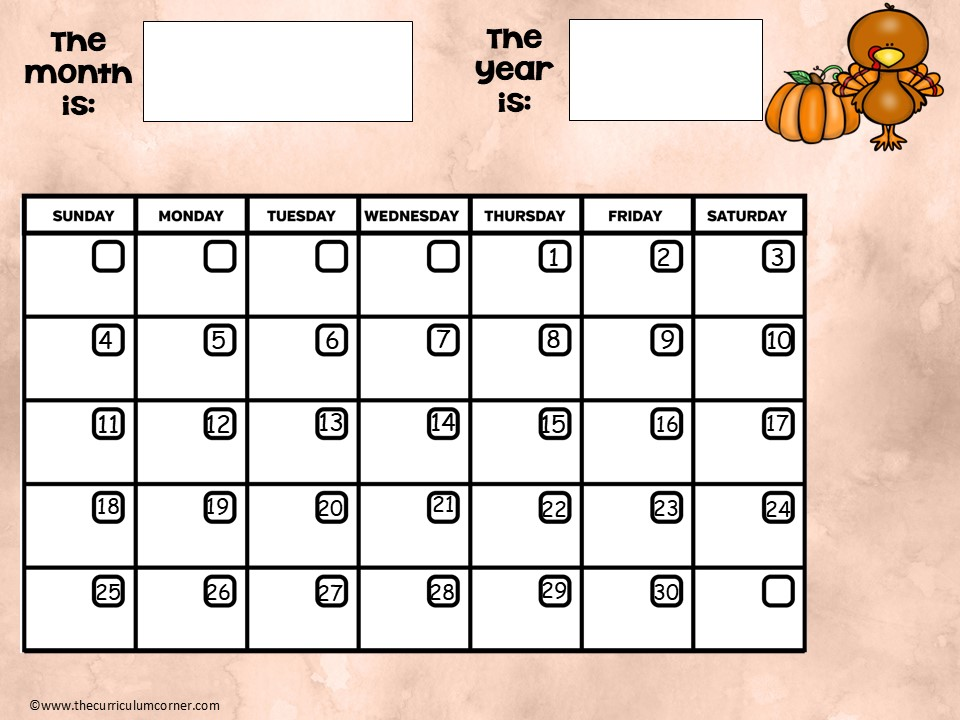 The
month
is:
The
year
is:
SUNDAY MONDAY TUESDAY WEDNESDAY THURSDAY FRIDAY SATURDAY
1 2 3
4 5 6 7 8 9 10
11 12 13 14 15 16 17
18 19 20 21 22 23 24
25 26 27 28 29 30
©www.thecurriculumcorner.com